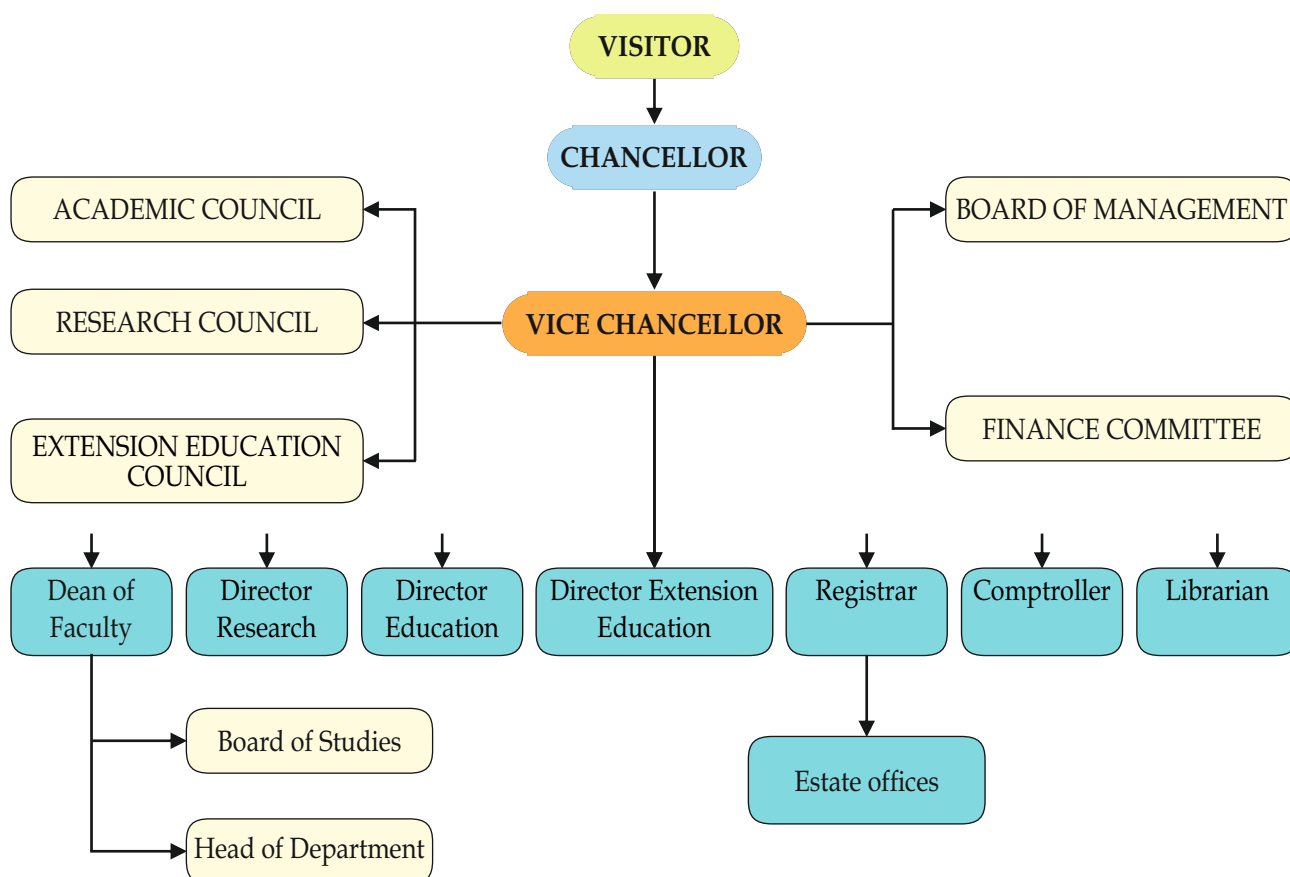 VISITOR
CHANCELLOR
ACADEMIC COUNCIL
BOARD OF MANAGEMENT
RESEARCH COUNCIL
VICE CHANCELLOR
EXTENSION EDUCATION
COUNCIL
FINANCE COMMITTEE
Dean of
Faculty
Director
Research
Director
Education
Director Extension
Education
Registrar
Comptroller
Librarian
Board of Studies
Estate offices
Head of Department